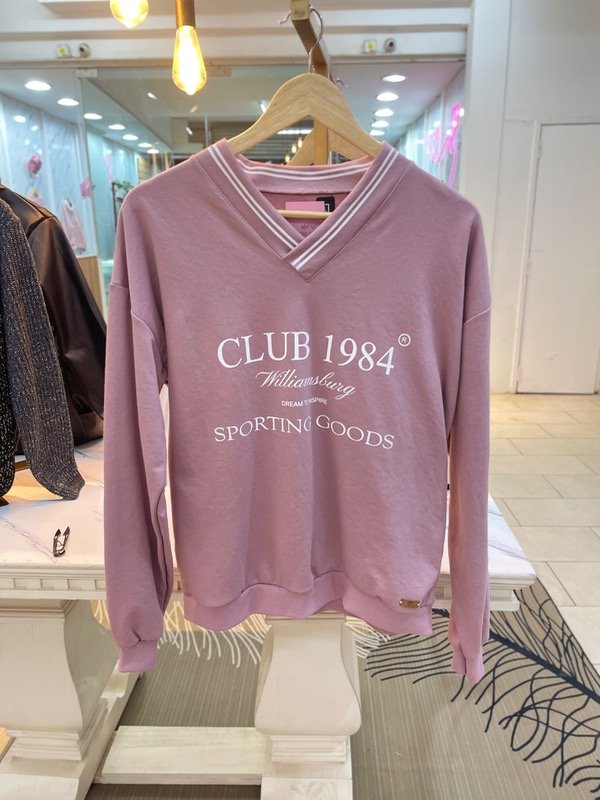 CLUB 1984®
Williamsburg
DREAM TO INSPIRE
SPORTING GOODS